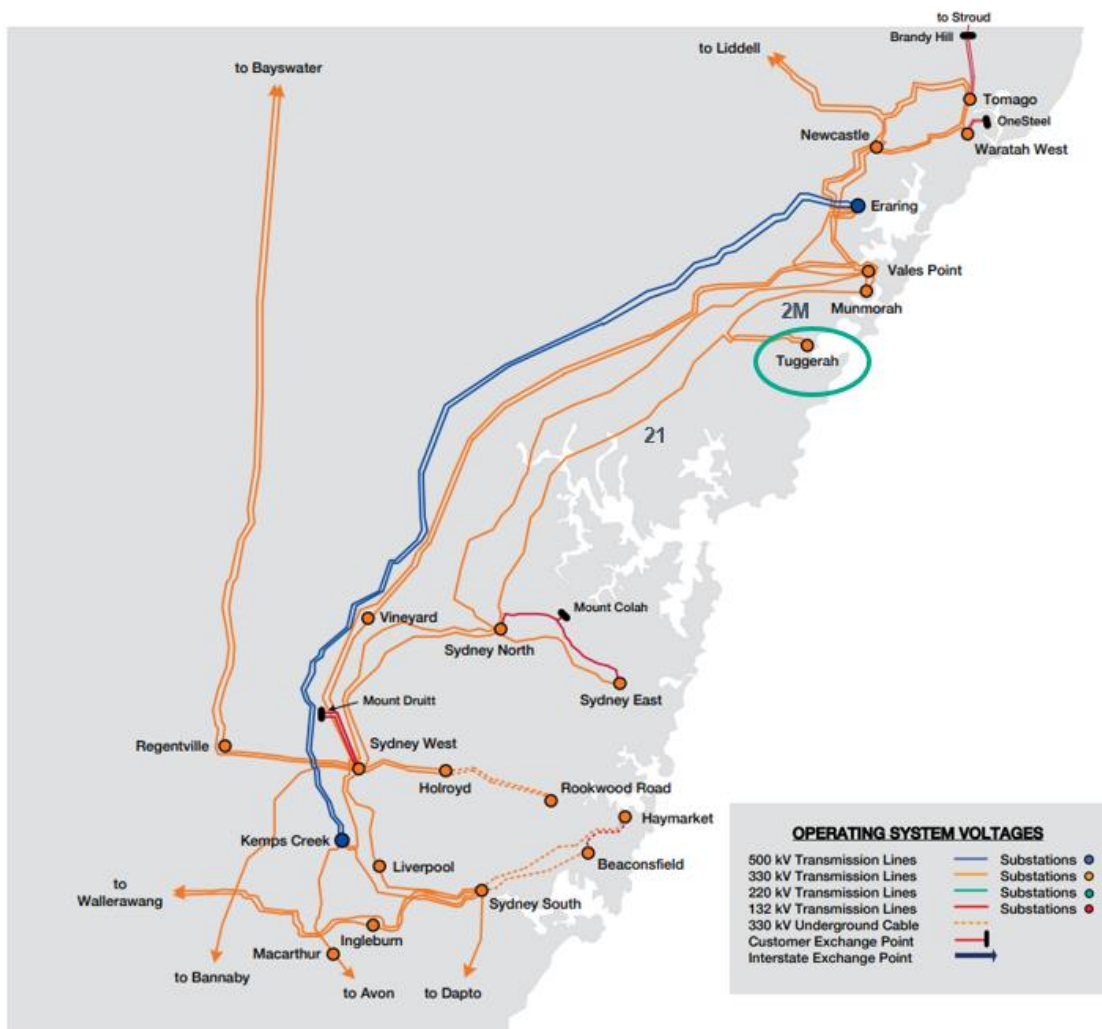 to Stroud
Brandy Hill
to Liddell
to Bayswater
Tomago
OneSteel
Newcastle
Waratah West
Eraring
Vales Point
Munmorah
2M
Tuggerah
21
Mount Colah
Vineyard
Sydney North
Sydney East
Mount Druitt
Regentville
Sydney West
Holroyd
Rookwood Road
Haymarket
Kemps Creek
Beaconsfield
Liverpool
to
Wallerawang
Sydney South
Ingleburn
Macarthur
to Bannaby
to Avon
to Dapto
OPERATING SYSTEM VOLTAGES
500 kV Transmission Lines Substations
330 kV Transmission Lines Substations
220 kV Transmission Lines Substations
132 kV Transmission Lines Substations
330 kV Underground Cable
Customer Exchange Point
Interstate Exchange Point